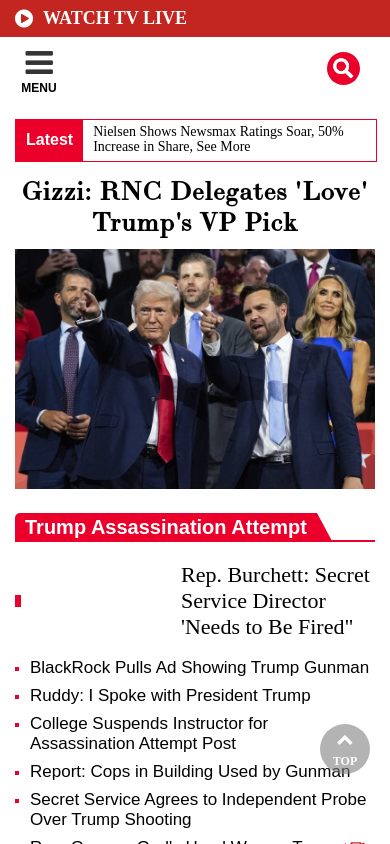 WATCH TV LIVE
MENU
Latest
Nielsen Shows Newsmax Ratings Soar, 50%
Increase in Share, See More
Gizzi: RNC Delegates 'Love'
Trump's VP Pick
Trump Assassination Attempt
Rep. Burchett: Secret
Service Director
'Needs to Be Fired"
BlackRock Pulls Ad Showing Trump Gunman
Ruddy: I Spoke with President Trump
College Suspends Instructor for
Assassination Attempt Post
Report: Cops in Building Used by Gunman
TOP
Secret Service Agrees to Independent Probe
Over Trump Shooting